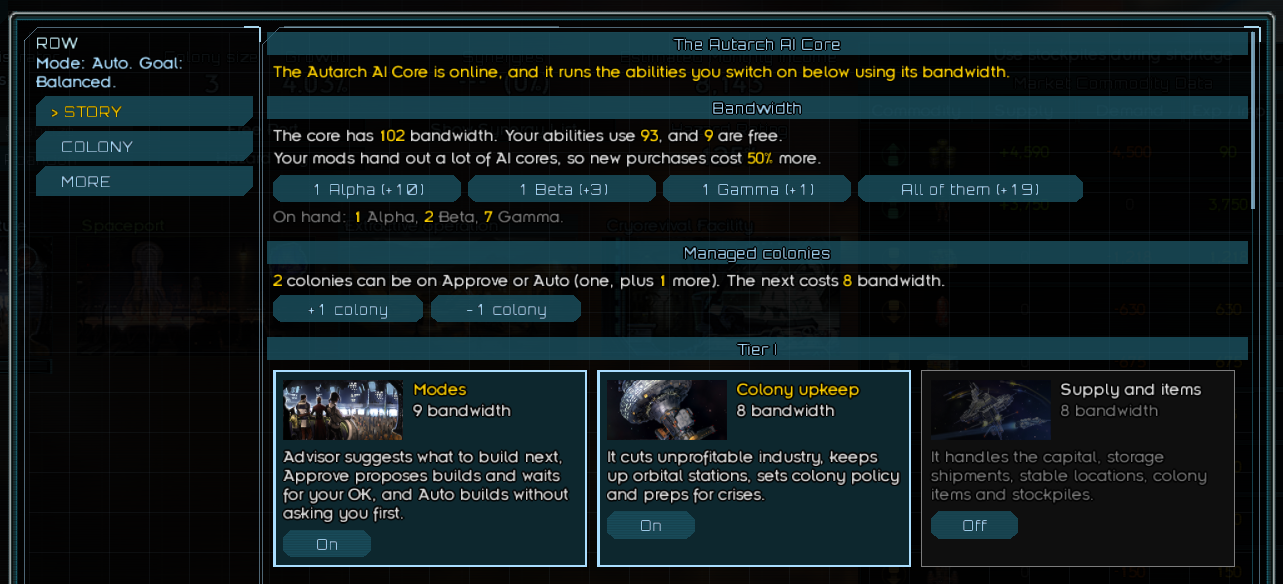 ROW
Mode: Auto. Goal:
Balanced.
> STORY
COLONY
MORE
The Autarch AI Core
The Autarch AI Core is online, and it runs the abilities you switch on below using its bandwidth.
Bandwidth
The core has 102 bandwidth. Your abilities use 93, and 9 are free.
Your mods hand out a lot of AI cores, so new purchases cost 50% more.
1 Alpha (+10)
1 Beta (+3)
1 Gamma (+1)
All of them (+19)
On hand: 1 Alpha, 2 Beta, 7 Gamma.
Managed colonies
2 colonies can be on Approve or Auto (one, plus 1 more). The next costs 8 bandwidth.
+1 colony
-1 colony
Tier I
Modes
9 bandwidth
Advisor suggests what to build next,
Approve proposes builds and waits
for your OK, and Auto builds without
asking you first.
On
Colony upkeep
8 bandwidth
It cuts unprofitable industry, keeps
up orbital stations, sets colony policy
and preps for crises.
On
Supply and items
8 bandwidth
It handles the capital, storage
shipments, stable locations, colony
items and stockpiles.
Off
Spaceport
Cryorevival Facility
Market Commodity Data